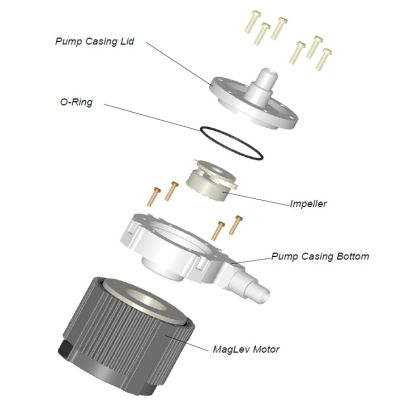 Pump Casing Lid
O-Ring
Impeller
Pump Casing Bottom
MagLev Motor